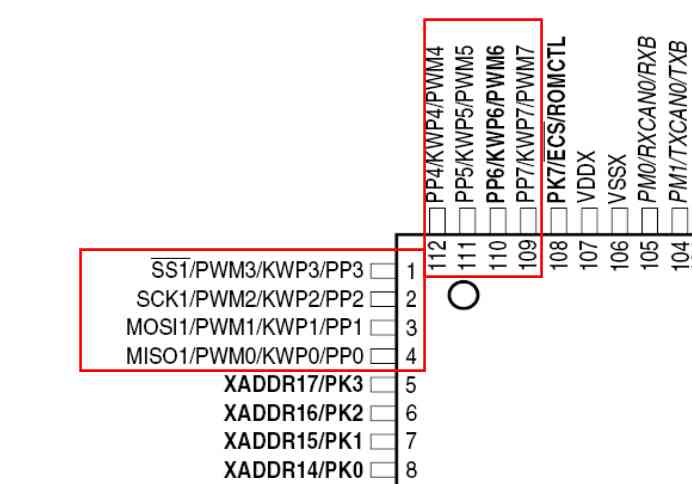 PP4/KWP4/PWM4
PP5/KWP5/PWM5
PP6/KWP6/PWM6
PP7/KWP7/PWM7
PK7/ECS/ROMCTL
VDDX
VSSX
PM0/RXCAN0/RXB
PM1/TXCAN0/TXB
112
111
110
109
108
107
106
105
104
SS1/PWM3/KWP3/PP3 1
SCK1/PWM2/KWP2/PP2 2
MOSI1/PWM1/KWP1/PP1 3
MISO1/PWM0/KWP0/PP0 4
XADDR17/PK3 5
XADDR16/PK2 6
XADDR15/PK1 7
XADDR14/PK0 8